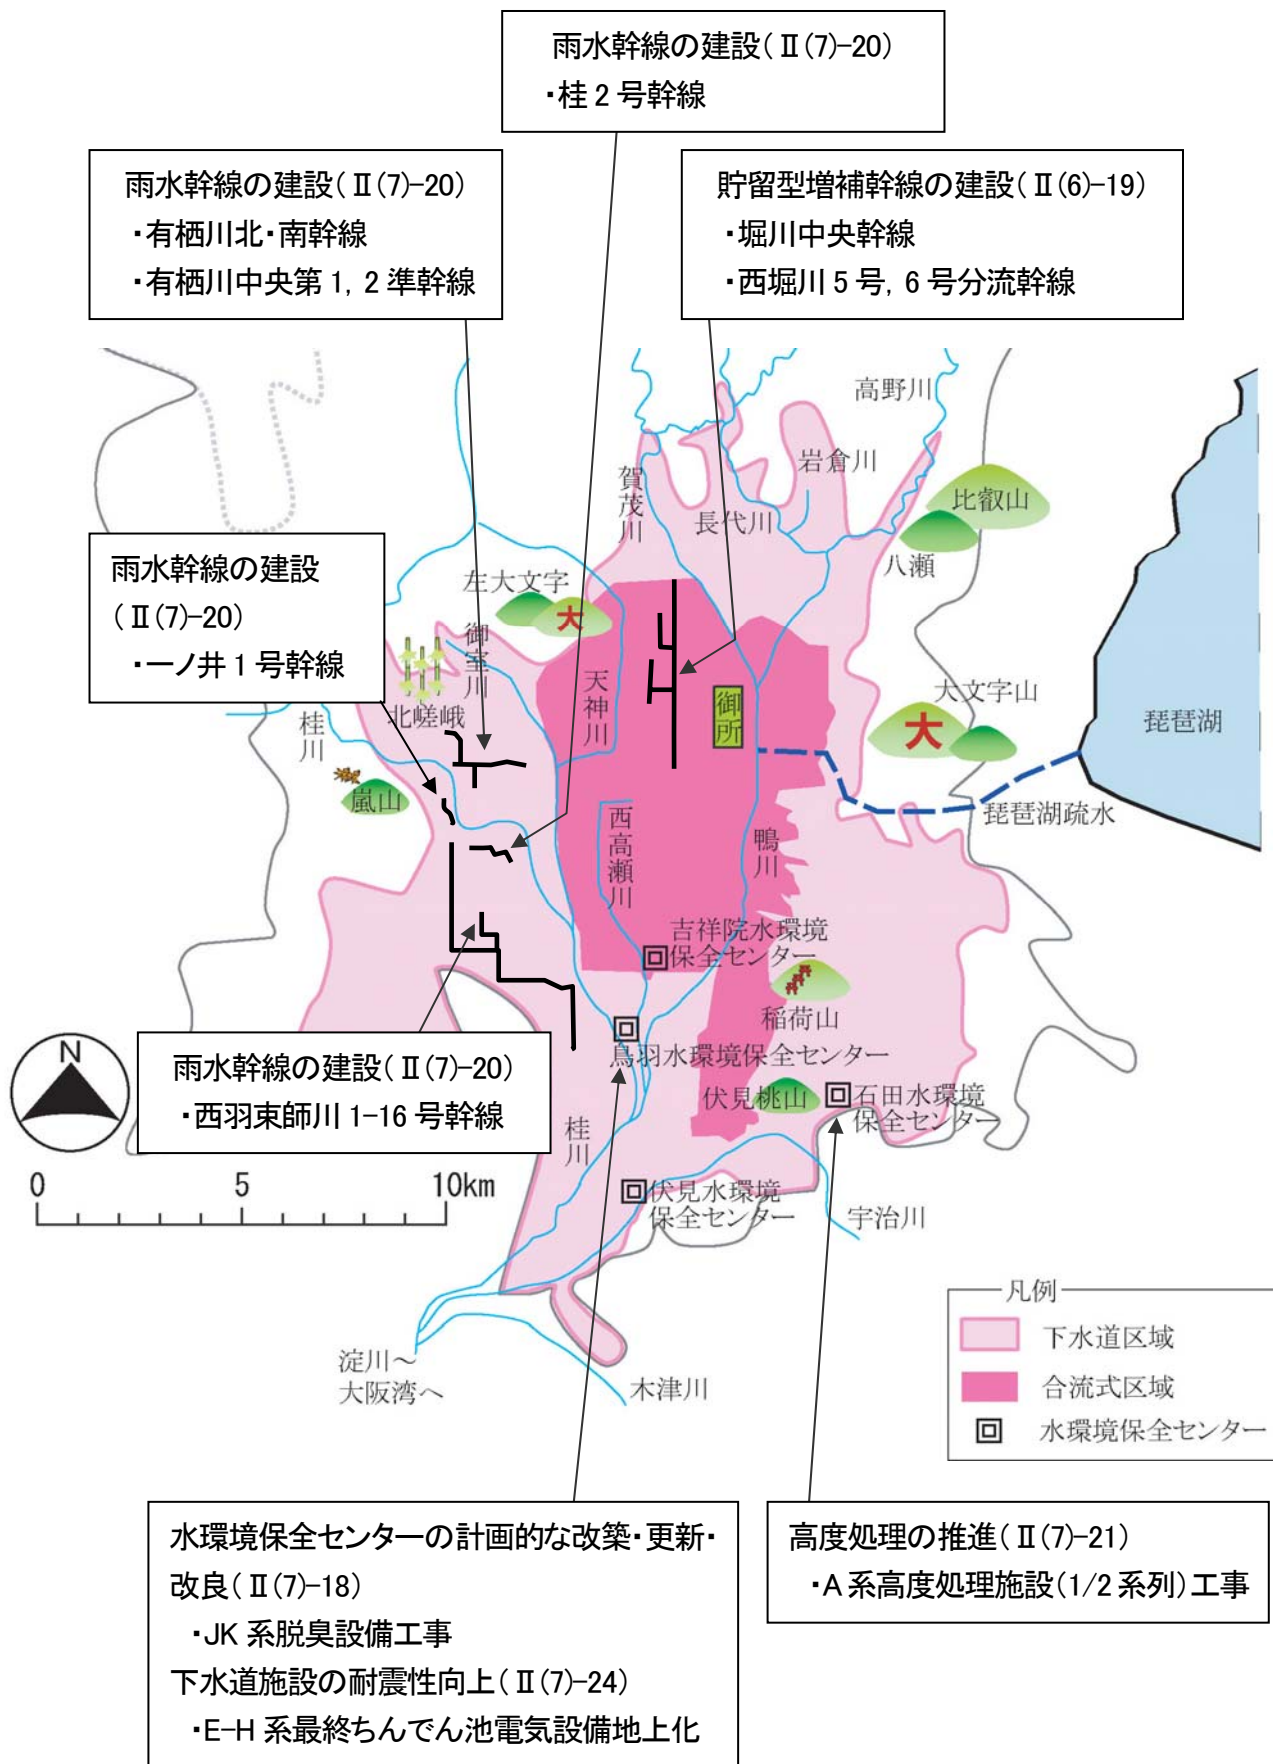 雨水幹線の建設(Ⅱ(7)-20)
・桂 2 号幹線
雨水幹線の建設(Ⅱ(7)-20)
・有栖川北・南幹線
・有栖川中央第 1, 2 準幹線
貯留型増補幹線の建設(Ⅱ(6)-19)
・堀川中央幹線
・西堀川 5 号, 6 号分流幹線
高野川
岩倉川
賀茂川
長代川
比叡山
八瀬
雨水幹線の建設
(Ⅱ(7)-20)
・一ノ井 1 号幹線
左大文字
大
御室川
天神川
北嵯峨
桂川
御所
大文字山
大
琵琶湖
嵐山
西高瀬川
鴨川
琵琶湖疏水
吉祥院水環境
保全センター
稲荷山
鳥羽水環境保全センター
N
雨水幹線の建設(Ⅱ(7)-20)
・西羽束師川 1-16 号幹線
伏見桃山
石田水環境
保全センター
桂川
0 5 10km
伏見水環境
保全センター
宇治川
淀川～
大阪湾へ
木津川
凡例
下水道区域
合流式区域
水環境保全センター
水環境保全センターの計画的な改築・更新・
改良(Ⅱ(7)-18)
・JK 系脱臭設備工事
下水道施設の耐震性向上(Ⅱ(7)-24)
・E-H 系最終ちんでん池電気設備地上化
高度処理の推進(Ⅱ(7)-21)
・A 系高度処理施設(1/2 系列)工事